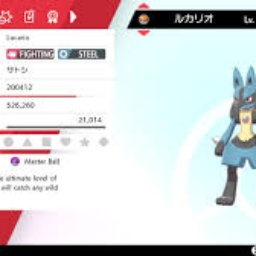 ルカリオ Lv.
Lucario
FIGHTING STEEL
サトシ
200412
526,260
21,014
Master Ball
e ultimate level of
will catch any wild